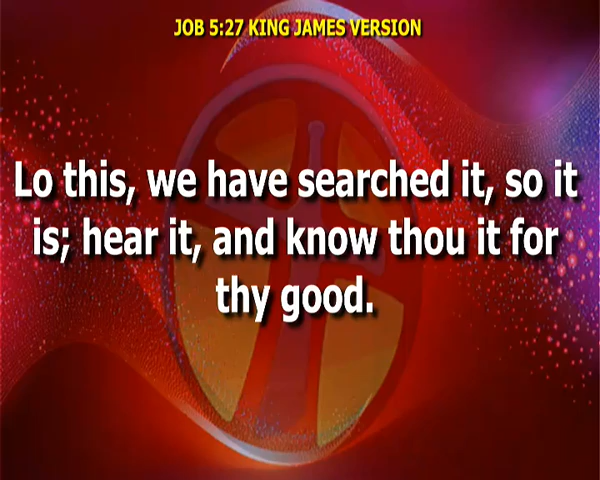 JOB 5:27 KING JAMES VERSION
Lo this, we have searched it, so it
is; hear it, and know thou it for
thy good.